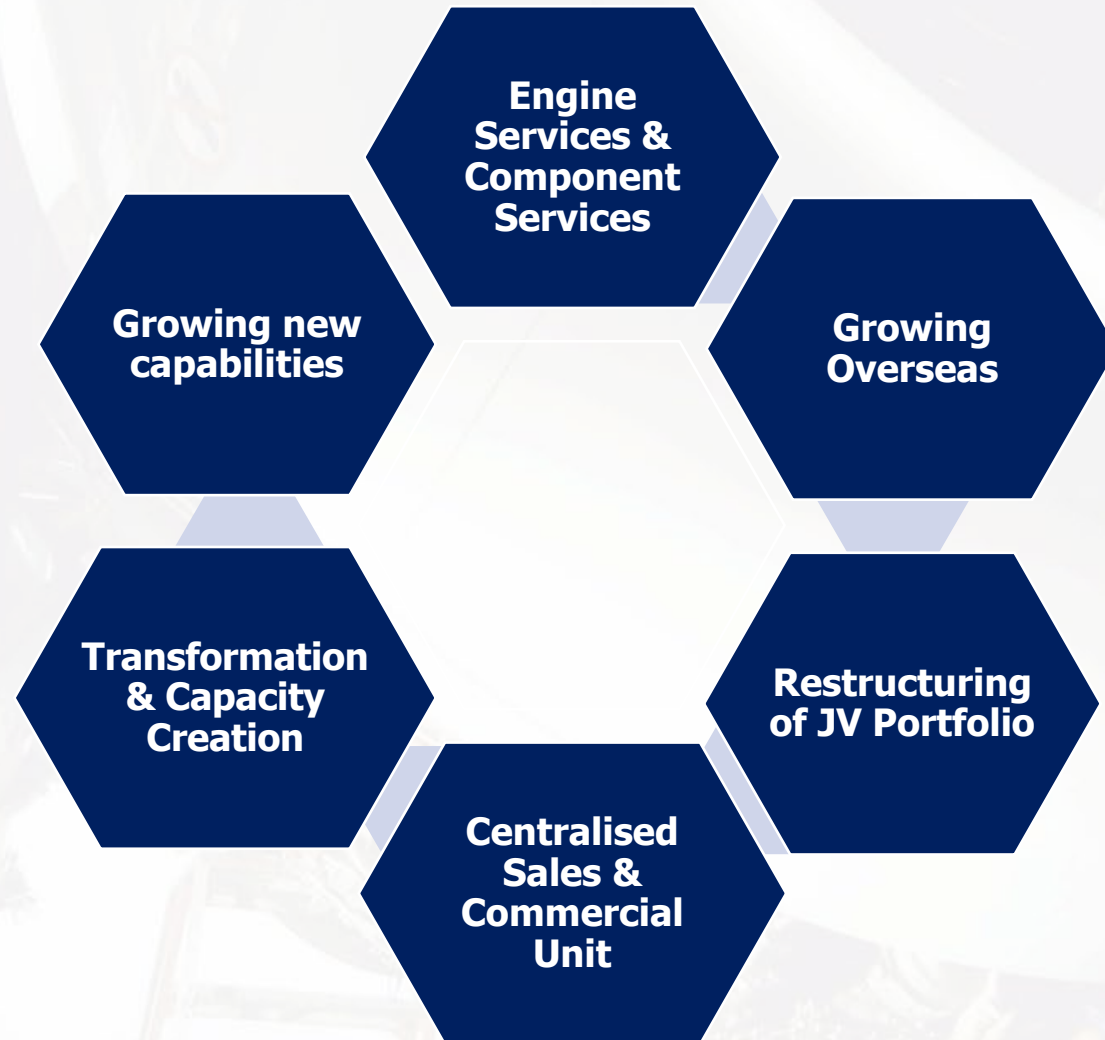 Engine
Services &
Component
Services
Growing
Overseas
Restructuring
of JV Portfolio
Centralised
Sales &
Commercial
Unit
Transformation
& Capacity
Creation
Growing new
capabilities